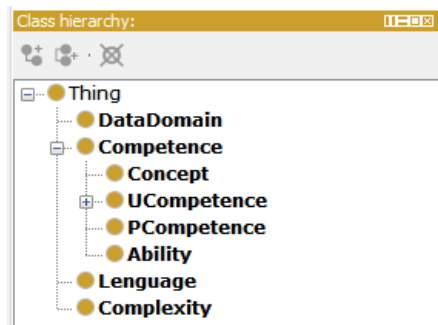 Class hierarchy:
Thing
DataDomain
Competence
Concept
UCompetence
PCompetence
Ability
Lenguage
Complexity